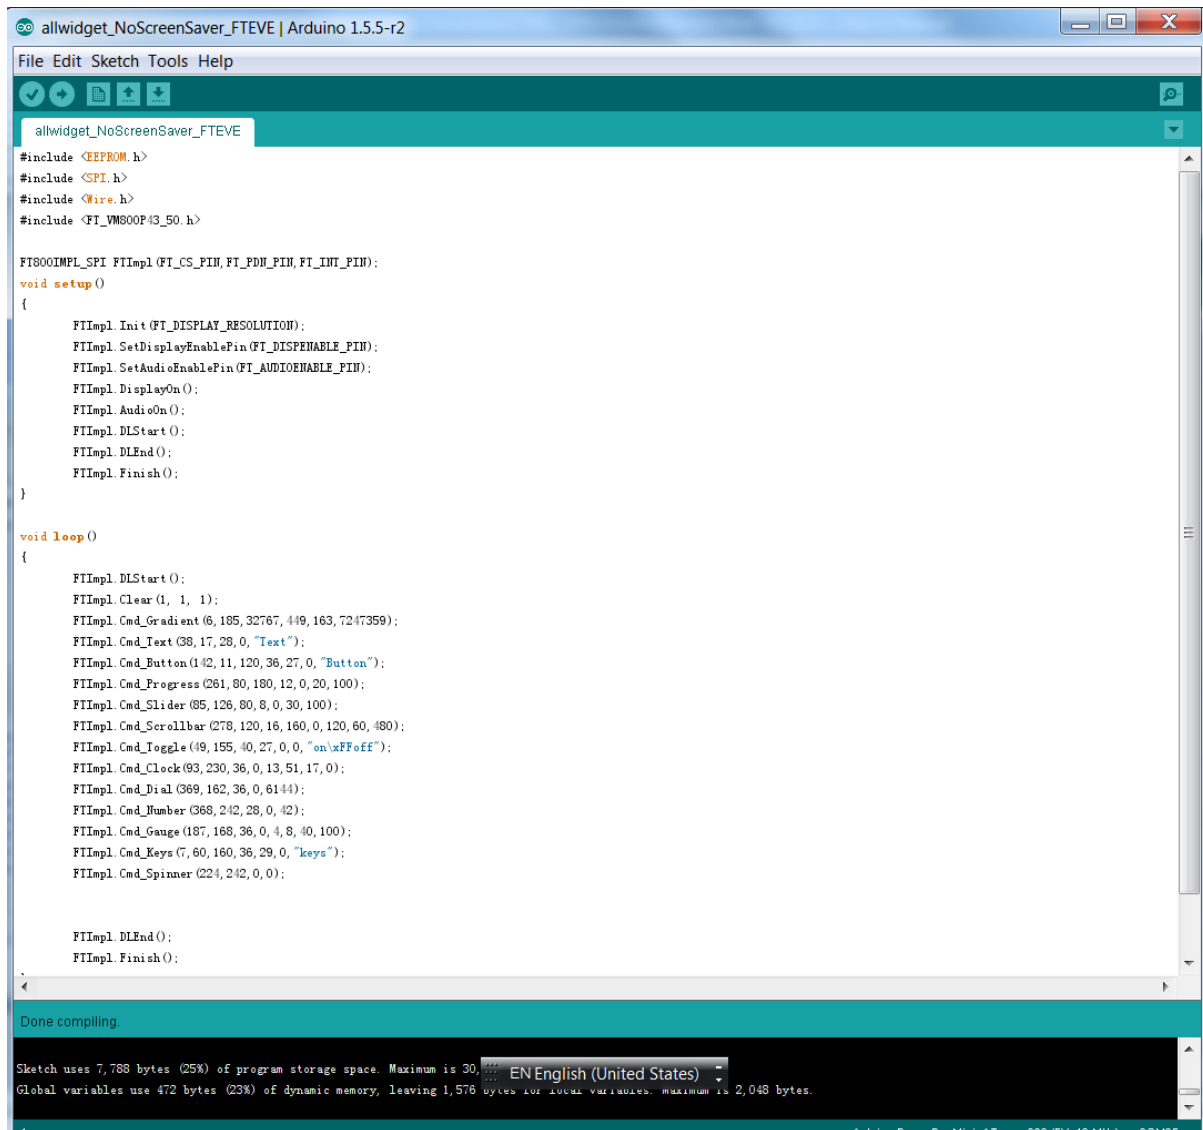 allwidget_NoScreenSaver_FTEVE | Arduino 1.5.5-r2
File Edit Sketch Tools Help
allwidget_NoScreenSaver_FTEVE
#include <EEPROM.h>
#include <SPI.h>
#include <Wire.h>
#include <FT_VM800P43_50.h>
FT800IMPL_SPI FTImpl(FT_CS_PIN,FT_PDN_PIN,FT_INT_PIN);
void setup()
{
FTImpl.Init(FT_DISPLAY_RESOLUTION);
FTImpl.SetDisplayEnablePin(FT_DISPENABLE_PIN);
FTImpl.SetAudioEnablePin(FT_AUDIOENABLE_PIN);
FTImpl.DisplayOn();
FTImpl.AudioOn();
FTImpl.DLStart();
FTImpl.DLEnd();
FTImpl.Finish();
}
void loop()
{
FTImpl.DLStart();
FTImpl.Clear(1, 1, 1);
FTImpl.Cmd_Gradient(6,185,32767,449,163,7247359);
FTImpl.Cmd_Text(38,17,28,0,"Text");
FTImpl.Cmd_Button(142,11,120,36,27,0,"Button");
FTImpl.Cmd_Progress(261,80,180,12,0,20,100);
FTImpl.Cmd_Slider(85,126,80,8,0,30,100);
FTImpl.Cmd_Scrollbar(278,120,16,160,0,120,60,480);
FTImpl.Cmd_Toggle(49,155,40,27,0,0,"on\xFFoff");
FTImpl.Cmd_Clock(93,230,36,0,13,51,17,0);
FTImpl.Cmd_Dial(369,162,36,0,6144);
FTImpl.Cmd_Number(368,242,28,0,42);
FTImpl.Cmd_Gauge(187,168,36,0,4,8,40,100);
FTImpl.Cmd_Keys(7,60,160,36,29,0,"keys");
FTImpl.Cmd_Spinner(224,242,0,0);
FTImpl.DLEnd();
FTImpl.Finish();
Done compiling.
Sketch uses 7,788 bytes (25%) of program storage space. Maximum is 30,
EN English (United States)
Global variables use 472 bytes (23%) of dynamic memory, leaving 1,576 bytes for local variables. Maximum is 2,048 bytes.